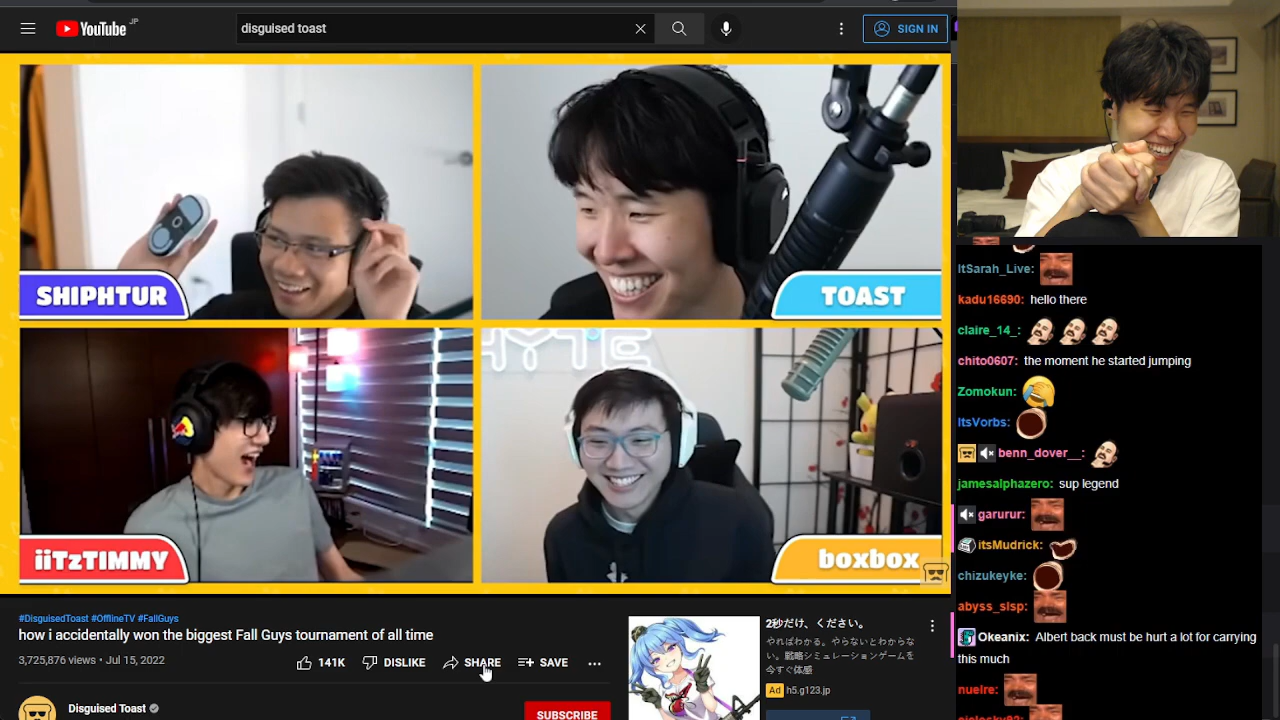 YouTube JP
disguised toast
SIGN IN
SHIPHTUR
TOAST
iiTzTIMMY
boxbox
#DisguisedToast #OfflineTV #FallGuys
how i accidentally won the biggest Fall Guys tournament of all time
3,725,876 views • Jul 15, 2022
141K
DISLIKE
SHARE
SAVE
Disguised Toast
SUBSCRIBE
2秒だけ、ください。
やればわかる。やらないとわからな
い。戦略シミュレーションゲームを
今すぐ体感
Ad h5.g123.jp
ItSarah_Live:
kadu16690: hello there
claire_14_:
chito0607: the moment he started jumping
Zomokun:
ItsVorbs:
benn_dover__:
jamesalphazero: sup legend
garurur:
itsMudrick:
chizukeyke:
abyss_slsp:
Okeanix: Albert back must be hurt a lot for carrying
this much
nuelre: